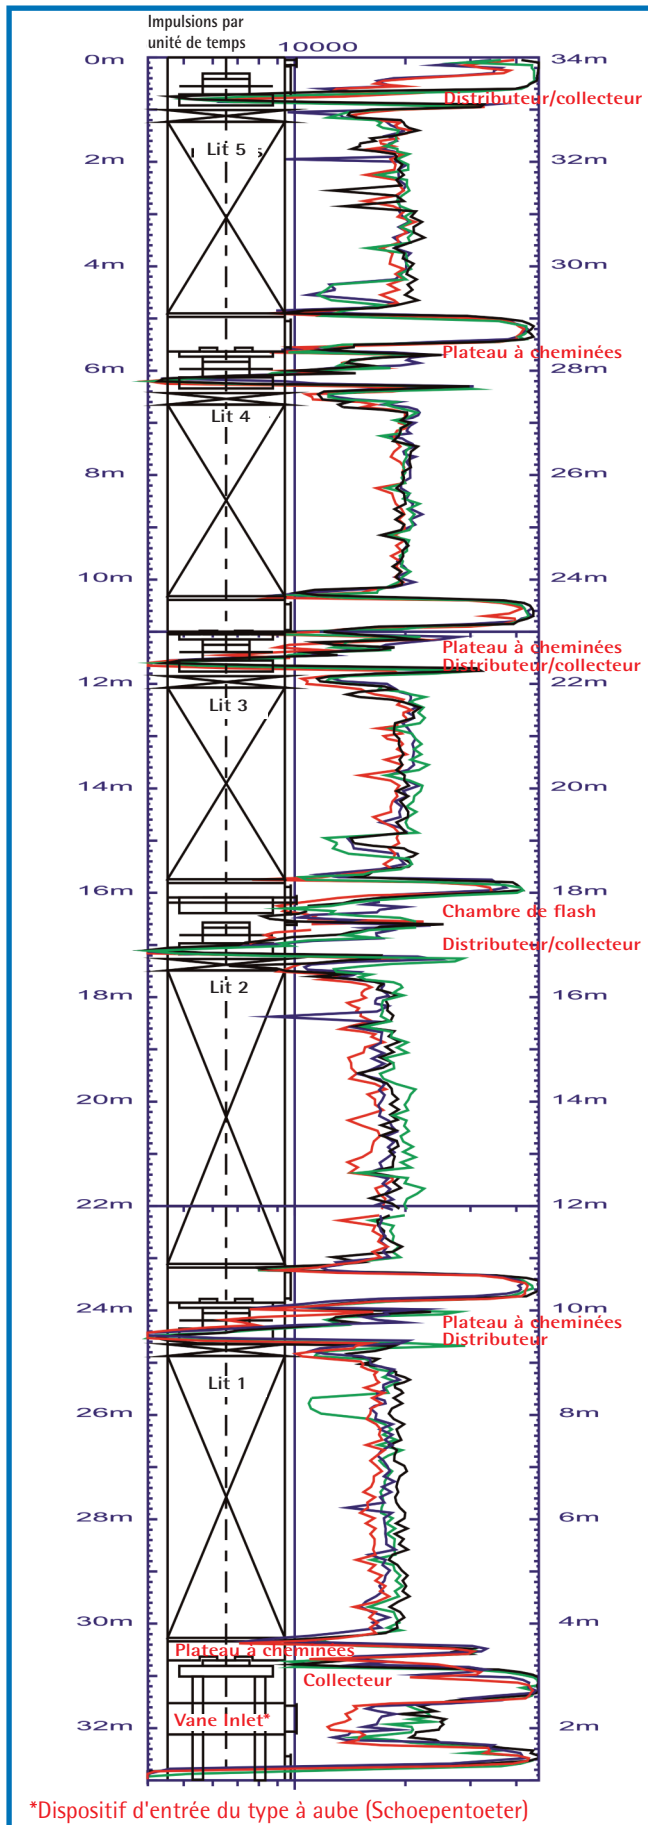 Impulsions par
unité de temps
10000
0m
34m
Distributeur/collecteur
Lit 5
2m
32m
4m
30m
Plateau à cheminées
6m
28m
Lit 4
8m
26m
10m
24m
Plateau à cheminées
Distributeur/collecteur
12m
22m
Lit 3
14m
20m
16m
18m
Chambre de flash
Distributeur/collecteur
Lit 2
18m
16m
20m
14m
22m
12m
24m
10m
Plateau à cheminées
Distributeur
Lit 1
26m
8m
28m
6m
30m
4m
Plateau à cheminées
Collecteur
Vane Inlet*
32m
2m
*Dispositif d'entrée du type à aube (Schoepentoeter)